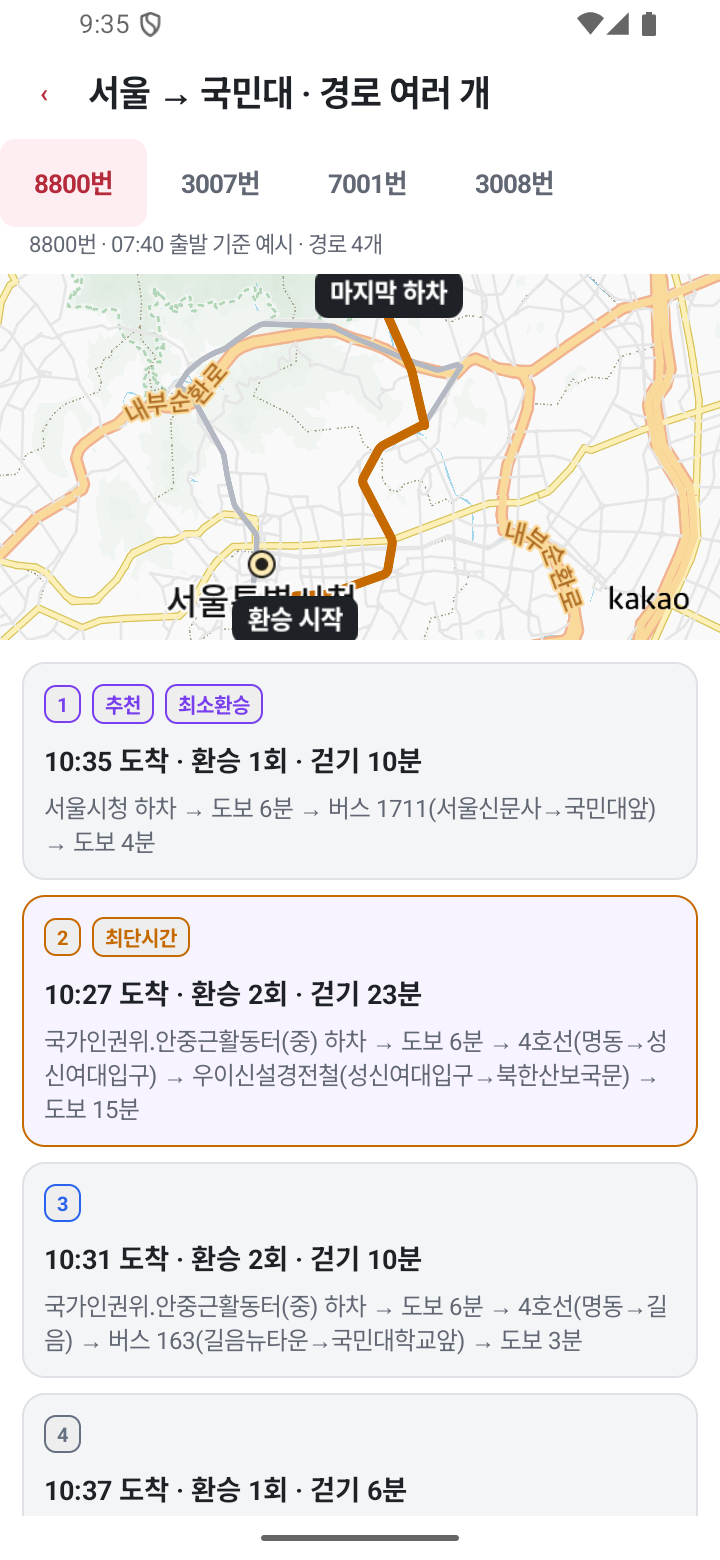 9:35
‹ 서울 → 국민대 · 경로 여러 개
8800번 3007번 7001번 3008번
8800번 · 07:40 출발 기준 예시 · 경로 4개
마지막 하차
내부순환로
내부순환로
서울특별시청
환승 시작
kakao
1 추천 최소환승
10:35 도착 · 환승 1회 · 걷기 10분
서울시청 하차 → 도보 6분 → 버스 1711(서울신문사→국민대앞)
→ 도보 4분
2 최단시간
10:27 도착 · 환승 2회 · 걷기 23분
국가인권위.안중근활동터(중) 하차 → 도보 6분 → 4호선(명동→성
신여대입구) → 우이신설경전철(성신여대입구→북한산보국문) →
도보 15분
3
10:31 도착 · 환승 2회 · 걷기 10분
국가인권위.안중근활동터(중) 하차 → 도보 6분 → 4호선(명동→길
음) → 버스 163(길음뉴타운→국민대학교앞) → 도보 3분
4
10:37 도착 · 환승 1회 · 걷기 6분